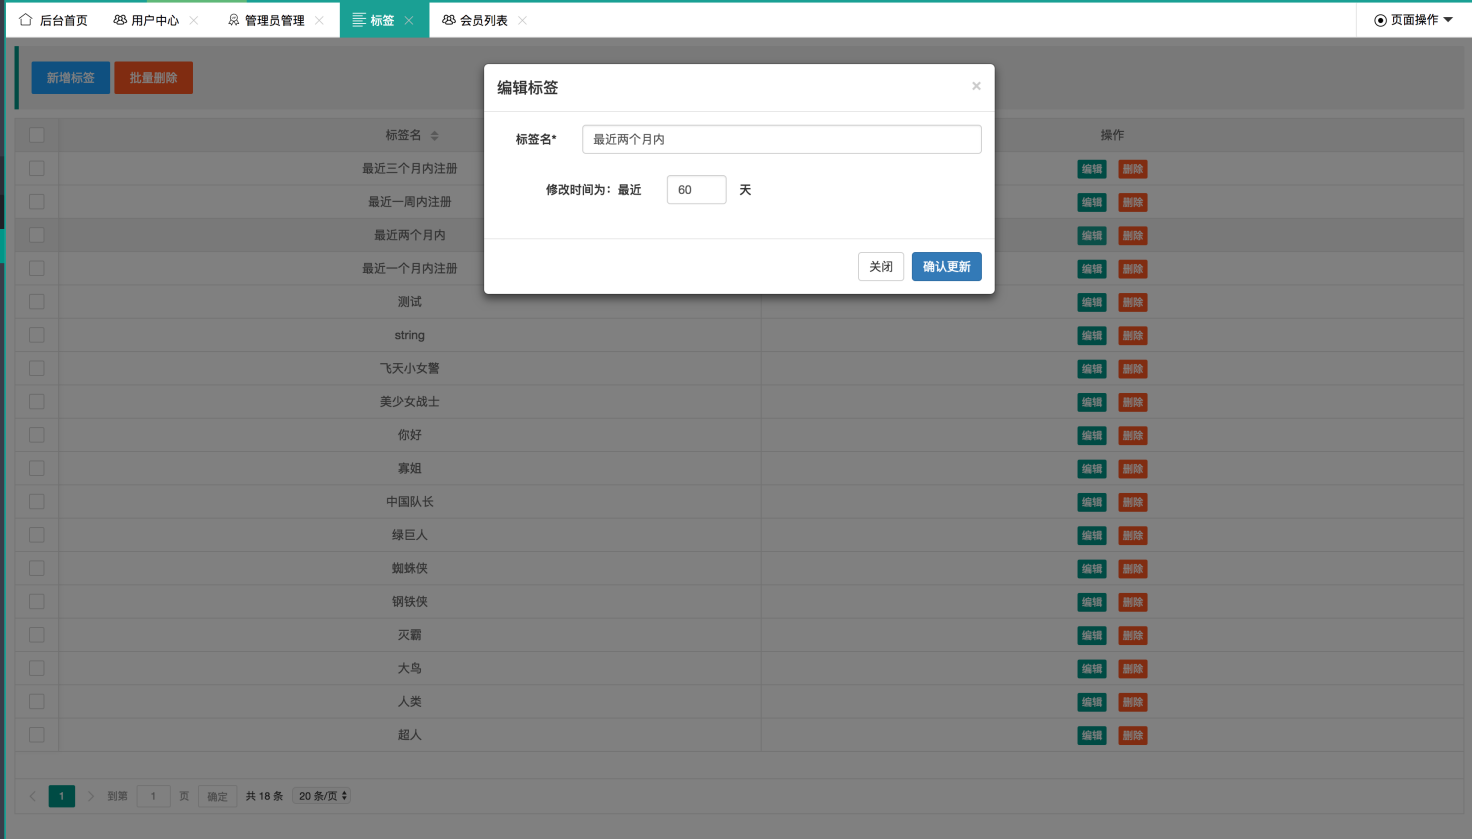 后台首页 用户中心 管理员管理 标签 会员列表 页面操作
新增标签 批量删除
编辑标签
标签名* 最近两个月内
修改时间为：最近 60 天
关闭 确认更新
标签名 操作
最近三个月内注册 编辑 删除
最近一周内注册 编辑 删除
最近两个月内 编辑 删除
最近一个月内注册 编辑 删除
测试 编辑 删除
string 编辑 删除
飞天小女警 编辑 删除
美少女战士 编辑 删除
你好 编辑 删除
寡姐 编辑 删除
中国队长 编辑 删除
绿巨人 编辑 删除
蜘蛛侠 编辑 删除
钢铁侠 编辑 删除
灭霸 编辑 删除
大鸟 编辑 删除
人类 编辑 删除
超人 编辑 删除
1 到第 1 页 确定 共 18 条 20 条/页